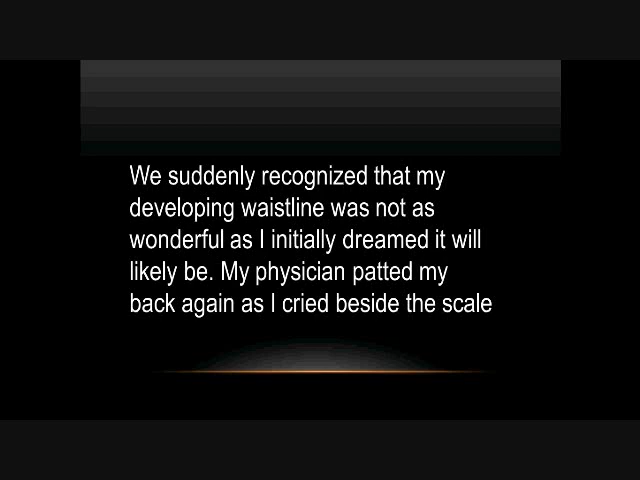 We suddenly recognized that my
developing waistline was not as
wonderful as I initially dreamed it will
likely be. My physician patted my
back again as I cried beside the scale